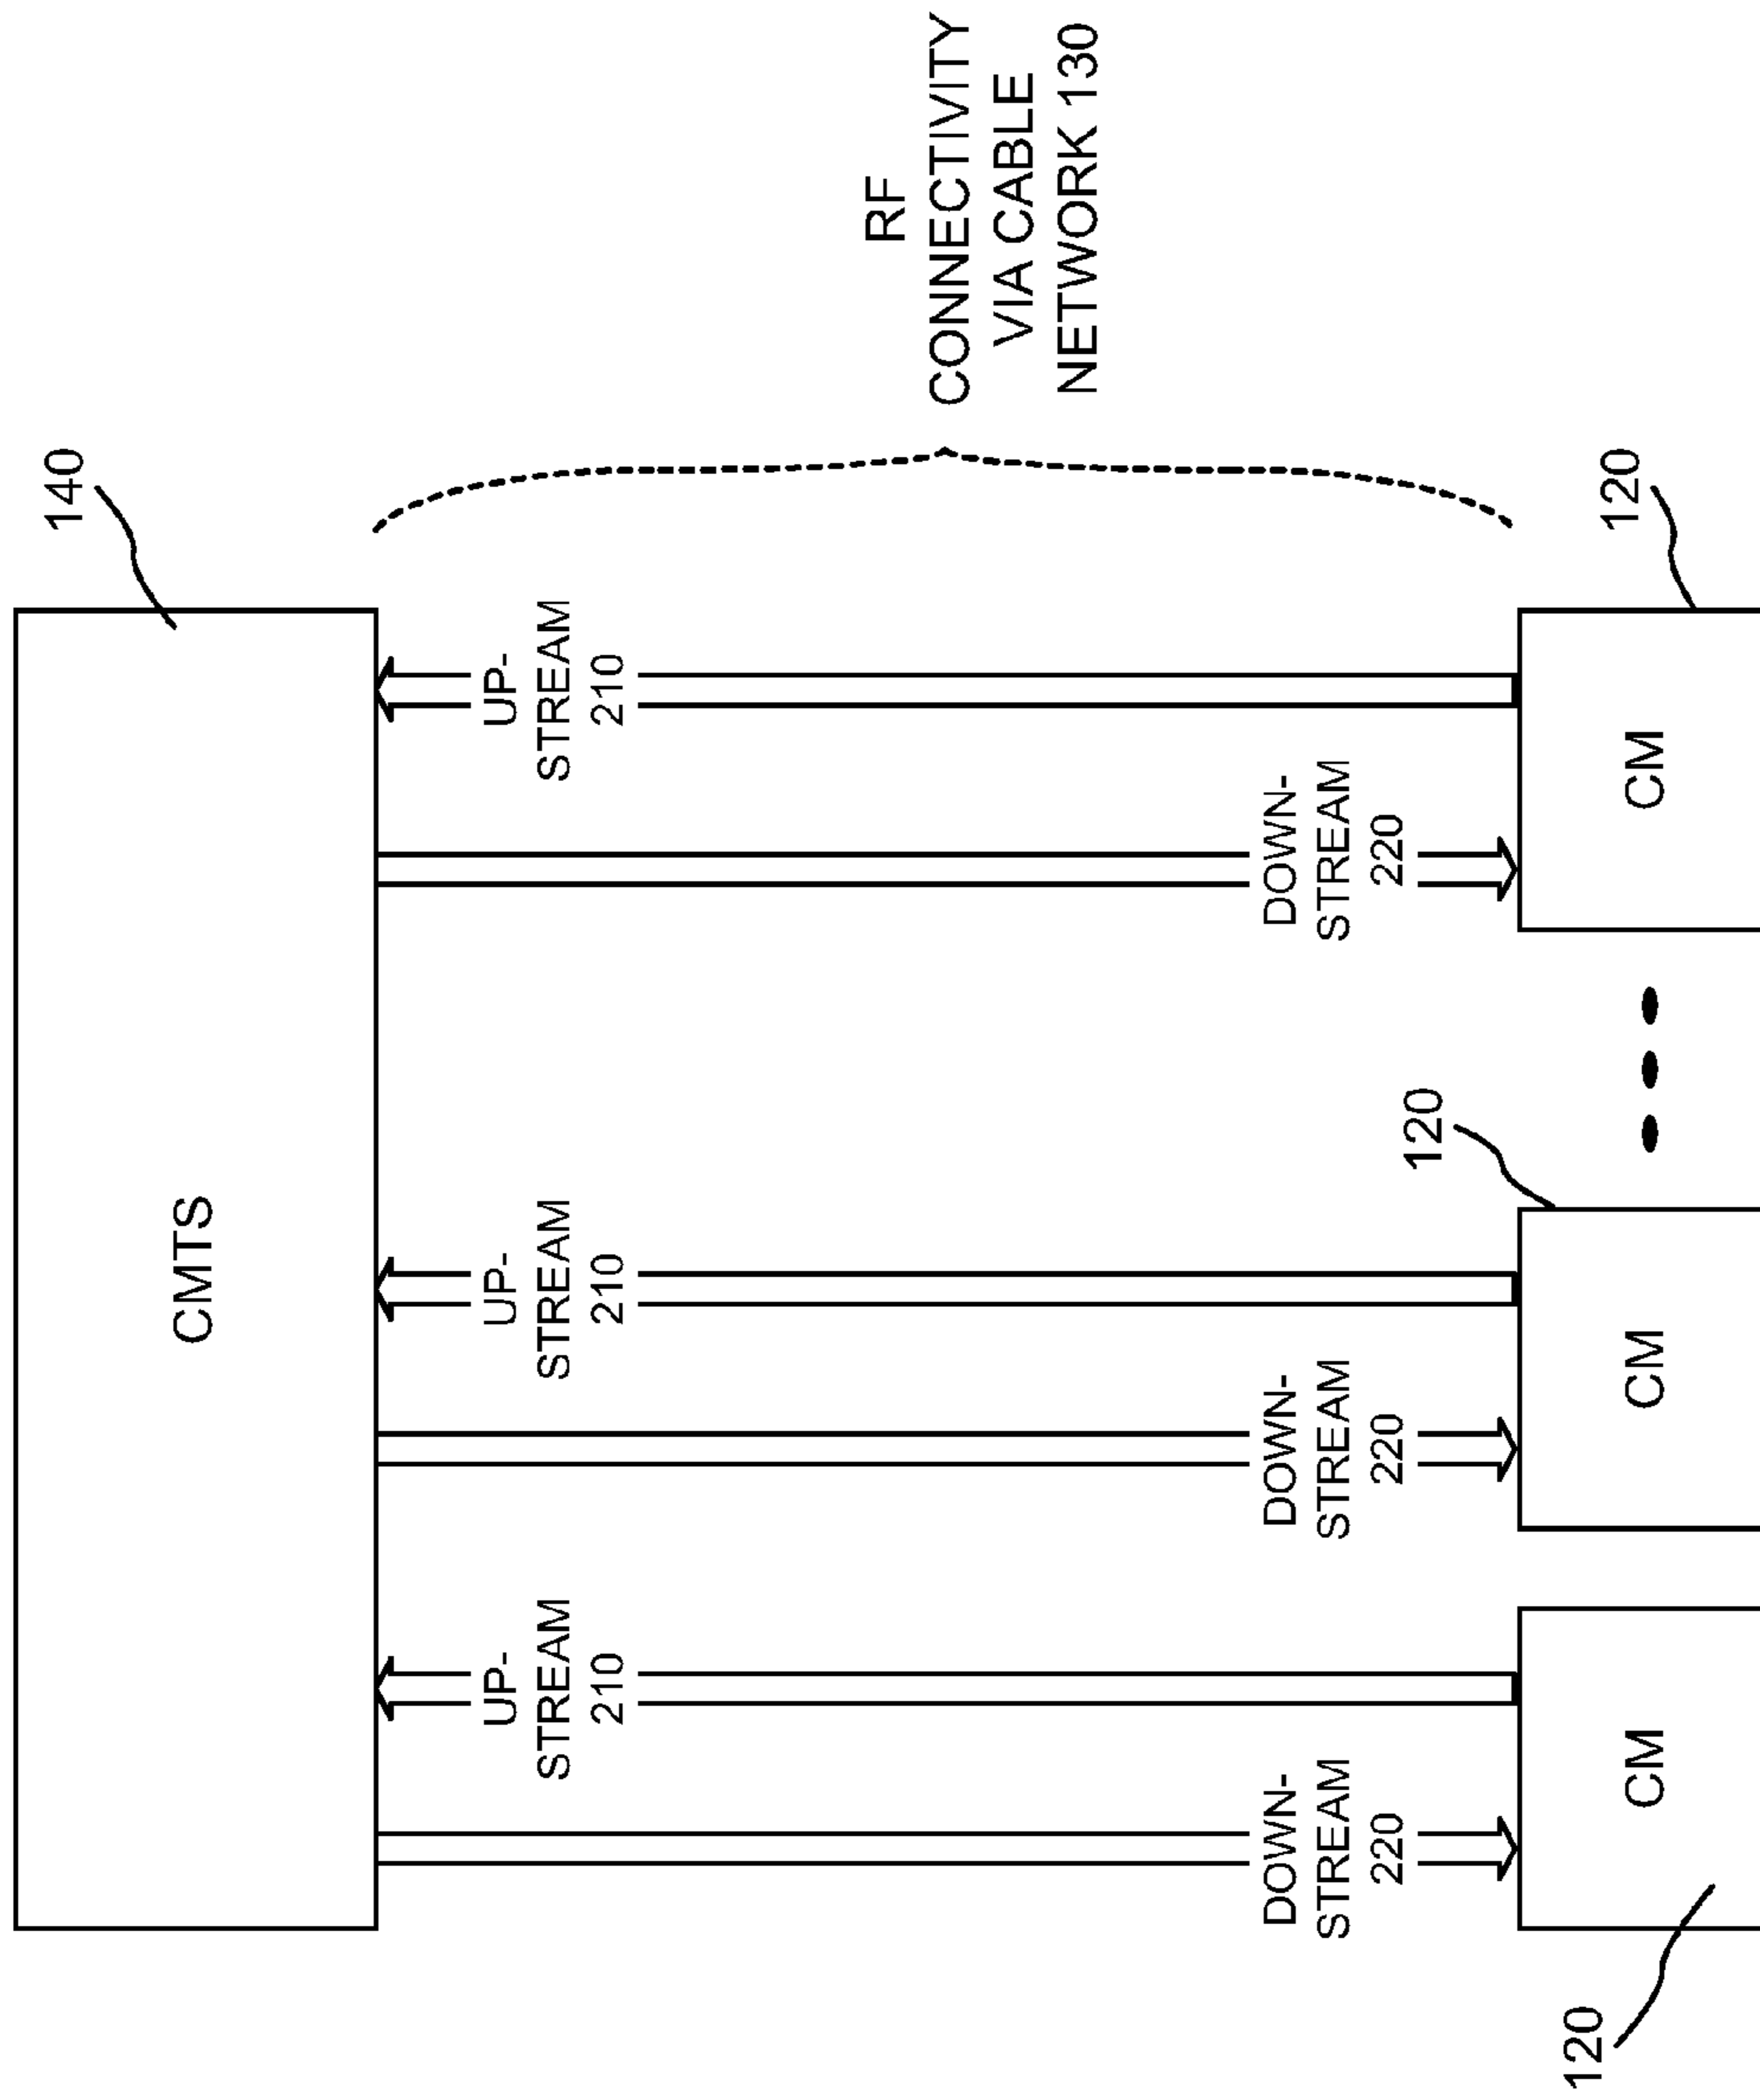 140
CMTS
UP-
STREAM
210
UP-
STREAM
210
UP-
STREAM
210
RF
CONNECTIVITY
VIA CABLE
NETWORK 130
DOWN-
STREAM
220
DOWN-
STREAM
220
DOWN-
STREAM
220
120
120
120
CM
CM
CM